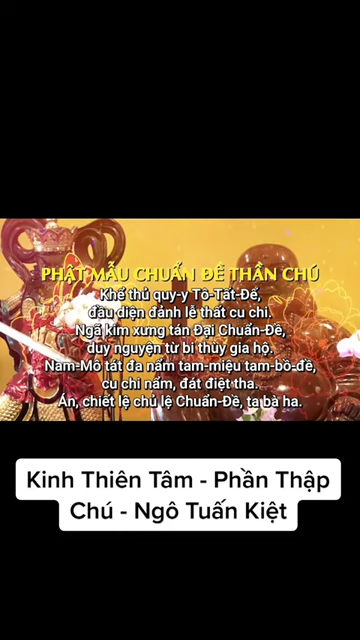 PHẬT MẪU CHUẨN ĐỀ THẦN CHÚ
Khể thủ quy-y Tô-Tất-Đế,
đầu diện đảnh lễ thất cu chi.
Ngã kim xưng tán Đại Chuẩn-Đề,
duy nguyện từ bi thùy gia hộ.
Nam-Mô tất đa nẩm tam-miệu tam-bồ-đề,
cu chi nẩm, đát điệt tha.
Án, chiết lệ chủ lệ Chuẩn-Đề, ta bà ha.
Kinh Thiên Tâm - Phần Thập
Chú - Ngô Tuấn Kiệt